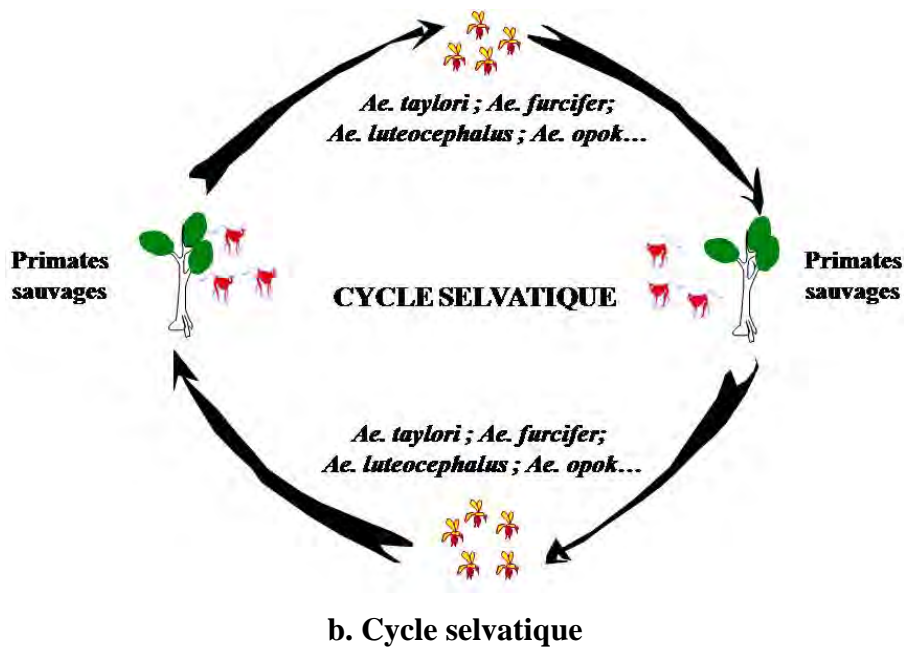 Ae. taylori ; Ae. furcifer;
Ae. luteocephalus ; Ae. opok...
Primates
sauvages
CYCLE SELVATIQUE
Primates
sauvages
Ae. taylori ; Ae. furcifer;
Ae. luteocephalus ; Ae. opok...
b. Cycle selvatique